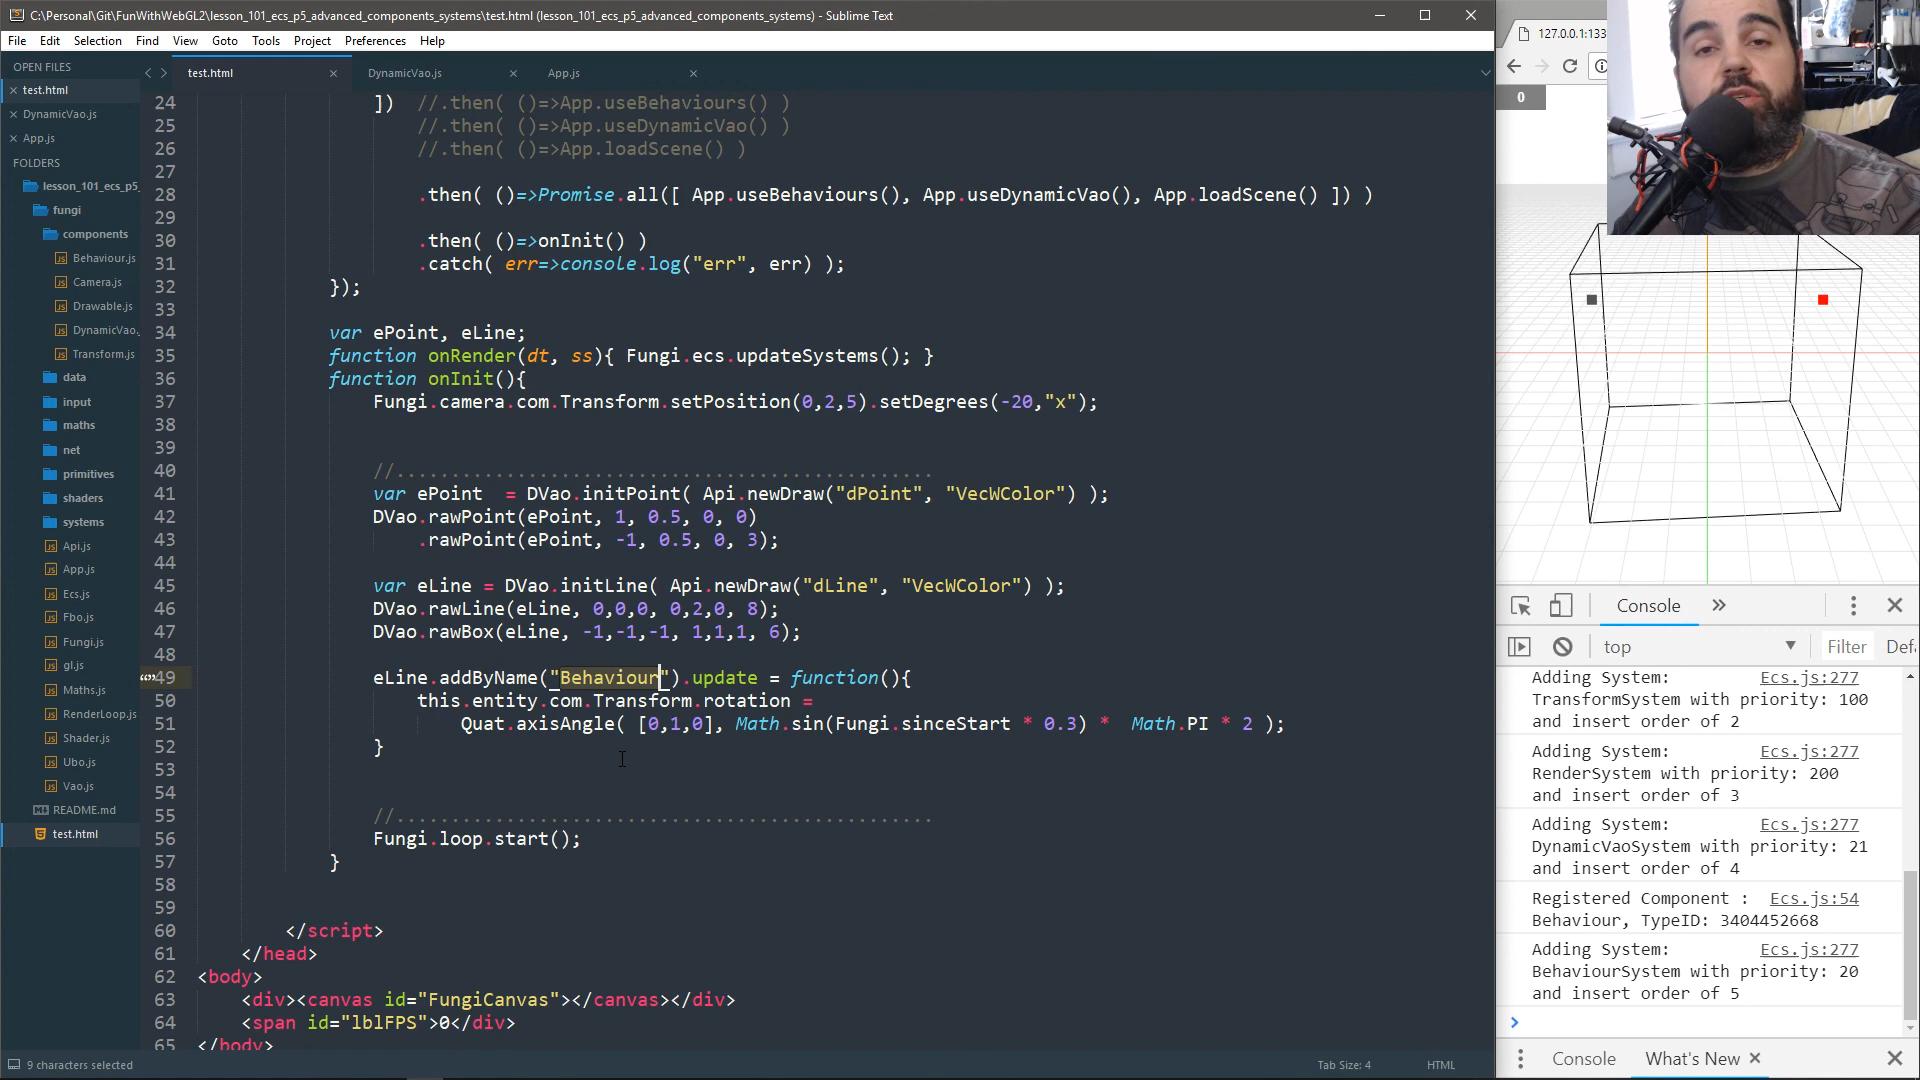 C:\Personal\Git\FunWithWebGL2\lesson_101_ecs_p5_advanced_components_systems\test.html (lesson_101_ecs_p5_advanced_components_systems) - Sublime Text
File Edit Selection Find View Goto Tools Project Preferences Help
OPEN FILES
test.html
DynamicVao.js
App.js
FOLDERS
lesson_101_ecs_p5_
fungi
components
Behaviour.js
Camera.js
Drawable.js
DynamicVao.
Transform.js
data
input
maths
net
primitives
shaders
systems
Api.js
App.js
Ecs.js
Fbo.js
Fungi.js
gl.js
Maths.js
RenderLoop.js
Shader.js
Ubo.js
Vao.js
README.md
test.html
test.html DynamicVao.js App.js
24 ]) //.then( ()=>App.useBehaviours() )
25 //.then( ()=>App.useDynamicVao() )
26 //.then( ()=>App.loadScene() )
27
28 .then( ()=>Promise.all([ App.useBehaviours(), App.useDynamicVao(), App.loadScene() ]) )
29
30 .then( ()=>onInit() )
31 .catch( err=>console.log("err", err) );
32 });
33
34 var ePoint, eLine;
35 function onRender(dt, ss){ Fungi.ecs.updateSystems(); }
36 function onInit(){
37 Fungi.camera.com.Transform.setPosition(0,2,5).setDegrees(-20,"x");
38
39
40 //.................................................
41 var ePoint  = DVao.initPoint( Api.newDraw("dPoint", "VecWColor") );
42 DVao.rawPoint(ePoint, 1, 0.5, 0, 0)
43 .rawPoint(ePoint, -1, 0.5, 0, 3);
44
45 var eLine = DVao.initLine( Api.newDraw("dLine", "VecWColor") );
46 DVao.rawLine(eLine, 0,0,0, 0,2,0, 8);
47 DVao.rawBox(eLine, -1,-1,-1, 1,1,1, 6);
48
49 eLine.addByName("Behaviour").update = function(){
50 this.entity.com.Transform.rotation =
51 Quat.axisAngle( [0,1,0], Math.sin(Fungi.sinceStart * 0.3) *  Math.PI * 2 );
52 }
53
54
55 //.................................................
56 Fungi.loop.start();
57 }
58
59
60 </script>
61 </head>
62 <body>
63 <div><canvas id="FungiCanvas"></canvas></div>
64 <span id="lblFPS">0</div>
65 </body>
9 characters selected
Tab Size: 4
HTML
127.0.0.1:133
0
Console
top
Filter
Def
Adding System: Ecs.js:277
TransformSystem with priority: 100
and insert order of 2
Adding System: Ecs.js:277
RenderSystem with priority: 200
and insert order of 3
Adding System: Ecs.js:277
DynamicVaoSystem with priority: 21
and insert order of 4
Registered Component : Ecs.js:54
Behaviour, TypeID: 3404452668
Adding System: Ecs.js:277
BehaviourSystem with priority: 20
and insert order of 5
Console What's New